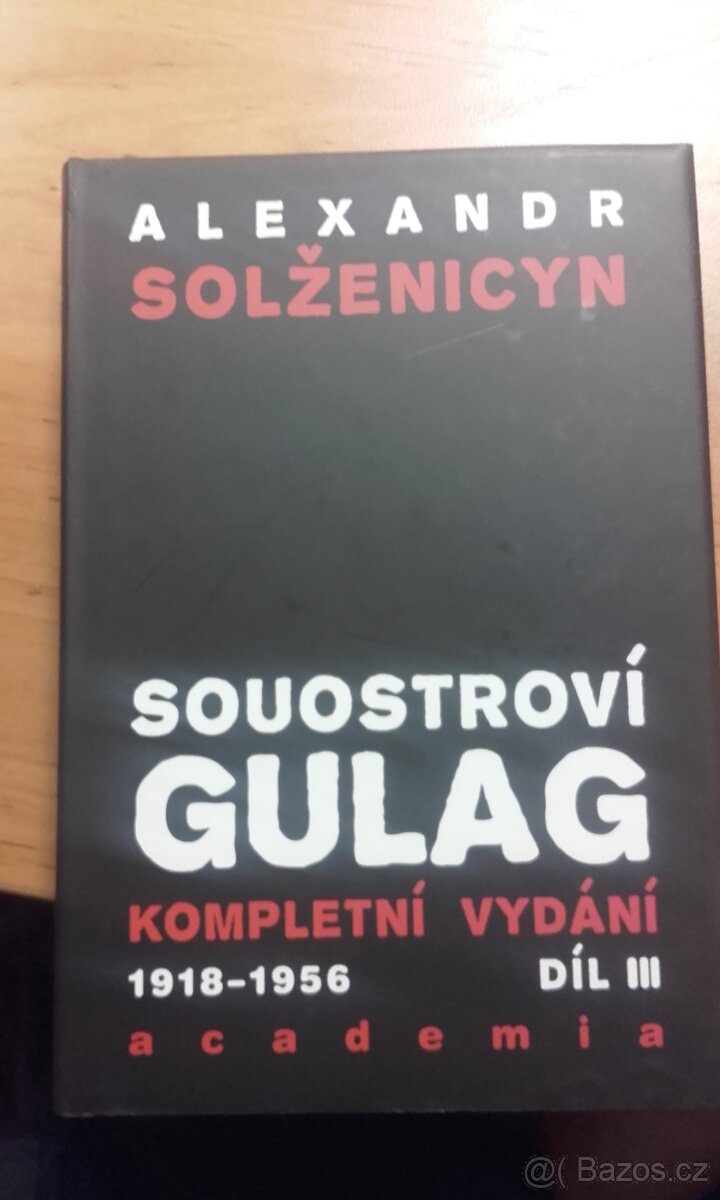 ALEXANDR
SOLŽENICYN
SOUOSTROVÍ
GULAG
KOMPLETNÍ VYDÁNÍ
1918-1956 DÍL III
academia
@( Bazos.cz